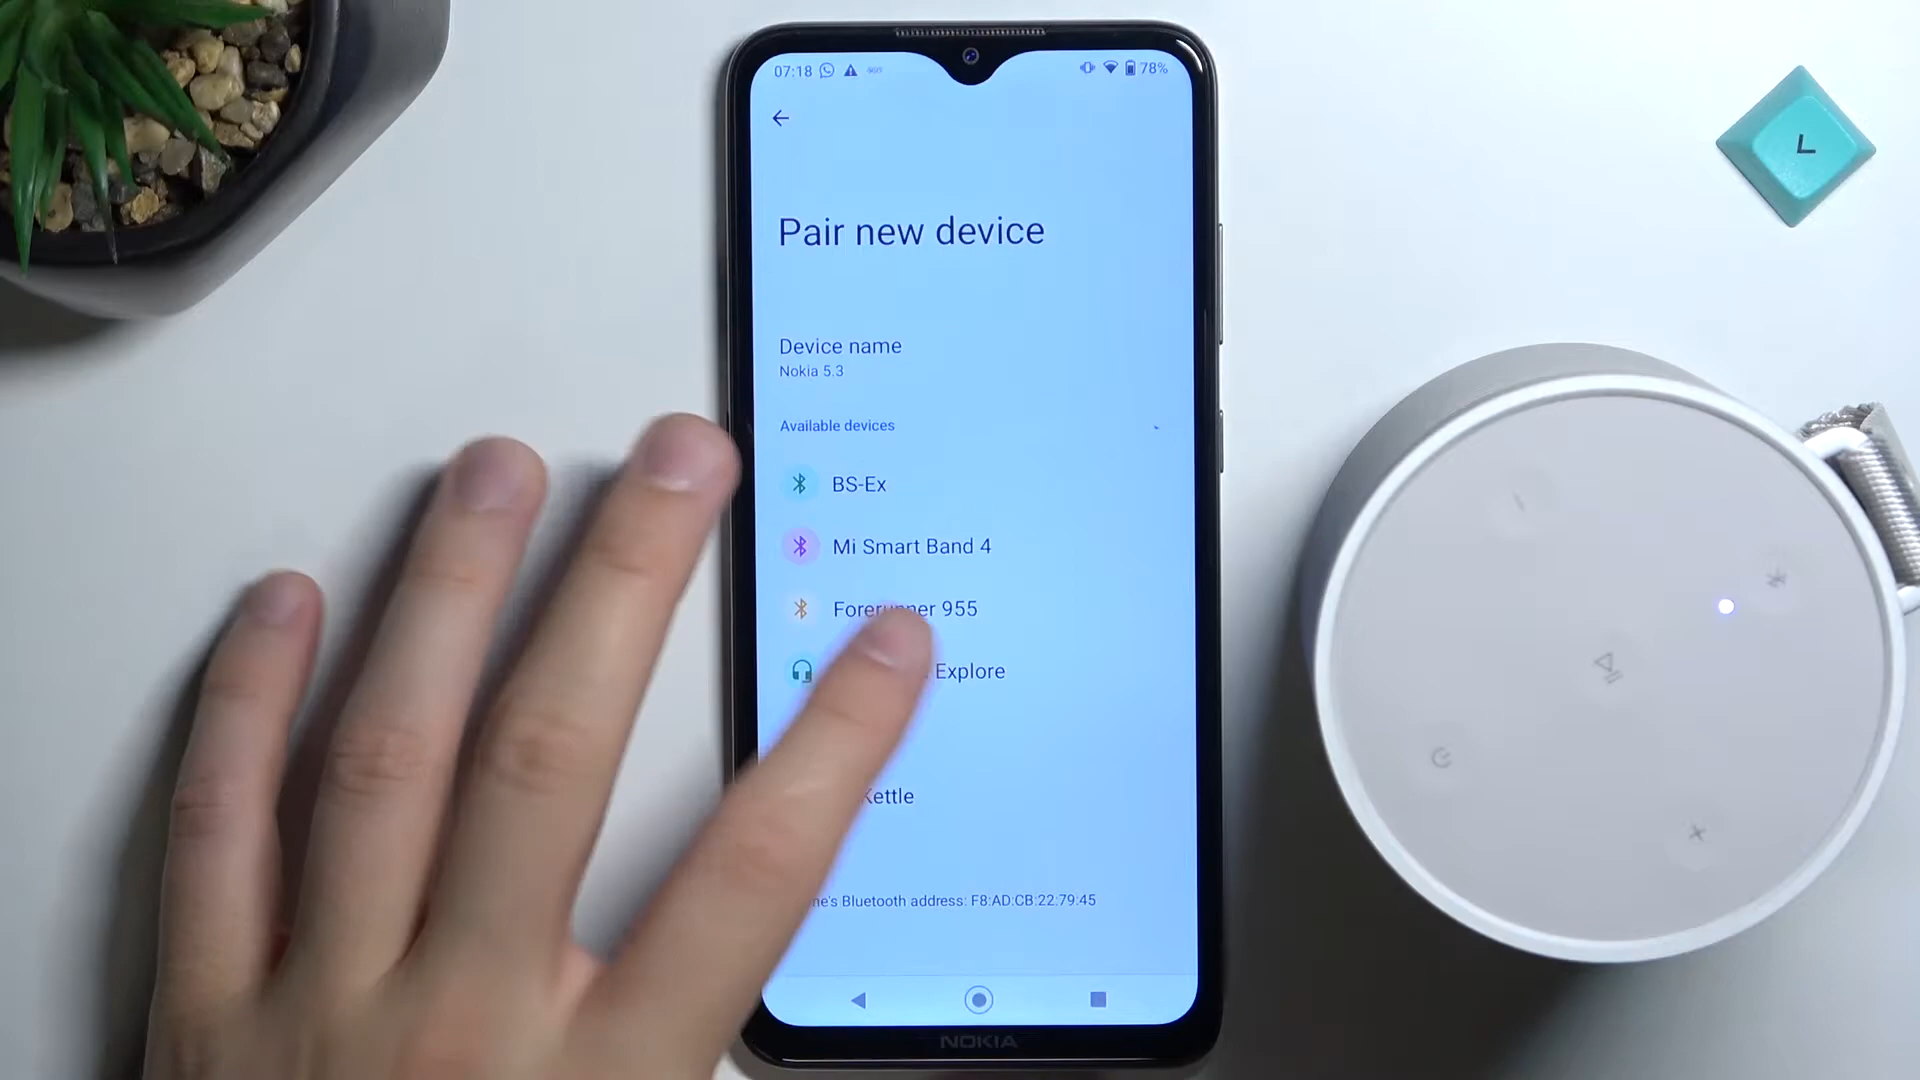 07:18
78%
Pair new device
Device name
Nokia 5.3
Available devices
BS-Ex
Mi Smart Band 4
Forerunner 955
Explore
Kettle
Bluetooth address: F8:AD:CB:22:79:45
NOKIA